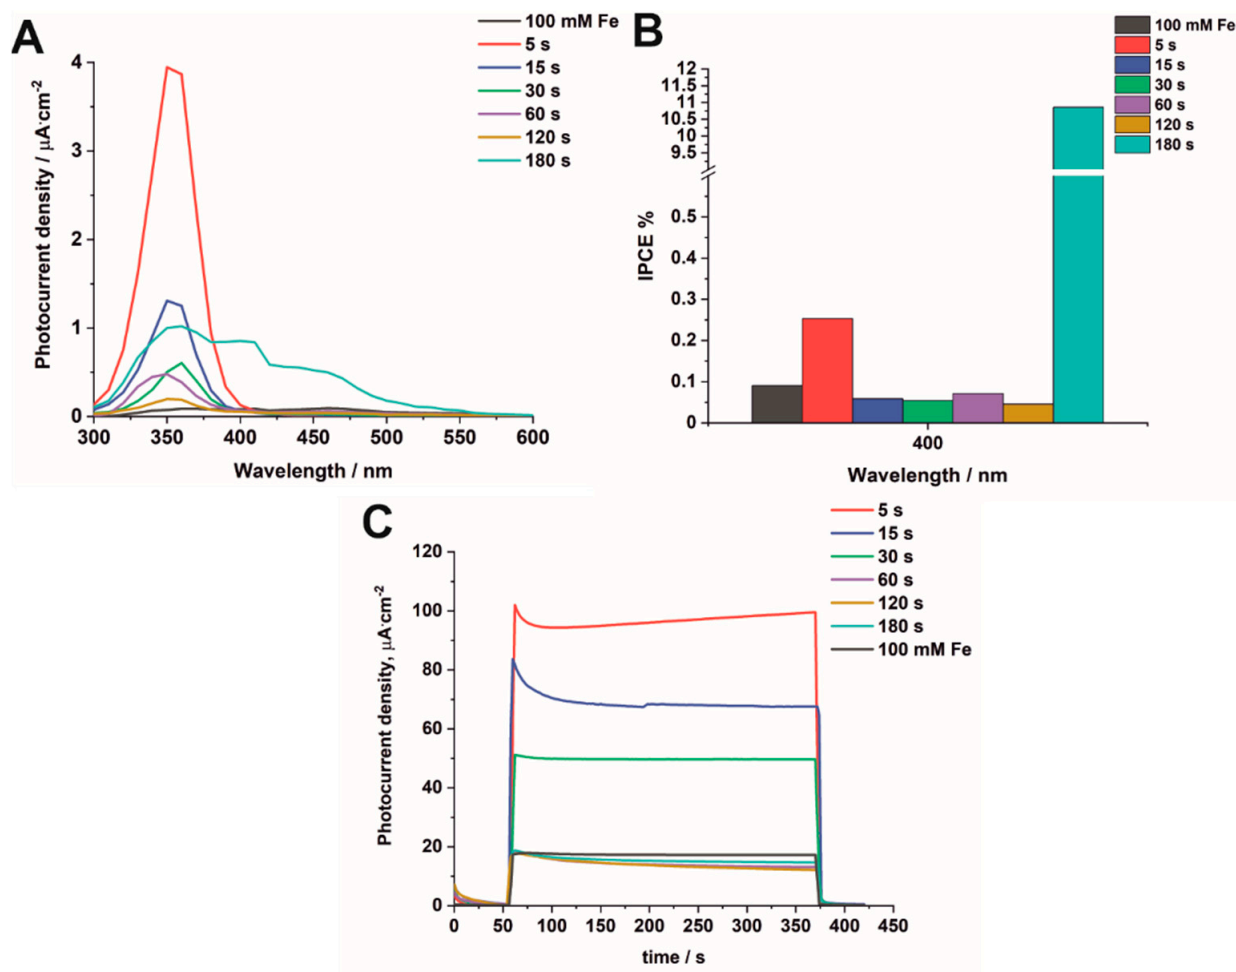 A
100 mM Fe
5 s
15 s
30 s
60 s
120 s
180 s
Photocurrent density / μA·cm-2
4
3
2
1
0
300 350 400 450 500 550 600
Wavelength / nm
B
100 mM Fe
5 s
15 s
30 s
60 s
120 s
180 s
IPCE %
12
11.5
11
10.5
10
9.5
0.5
0.4
0.3
0.2
0.1
0
400
Wavelength / nm
C
5 s
15 s
30 s
60 s
120 s
180 s
100 mM Fe
Photocurrent density, μA·cm-2
120
100
80
60
40
20
0
0 50 100 150 200 250 300 350 400 450
time / s